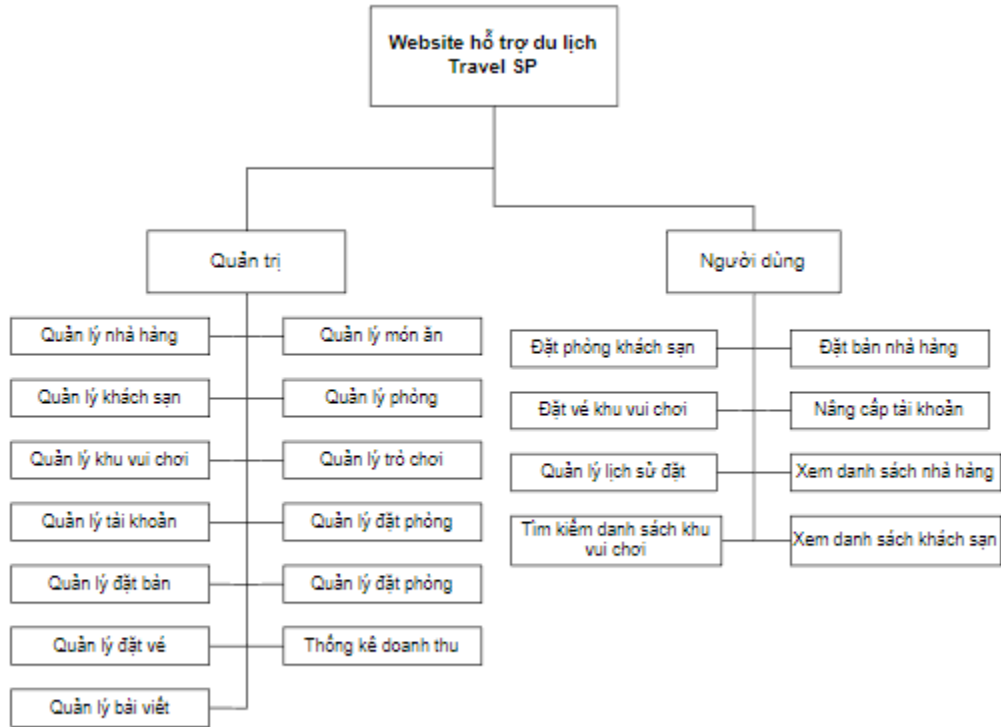 Website hỗ trợ du lịch
Travel SP
Quản trị
Người dùng
Quản lý nhà hàng
Quản lý món ăn
Quản lý khách sạn
Quản lý phòng
Quản lý khu vui chơi
Quản lý trò chơi
Quản lý tài khoản
Quản lý đặt phòng
Quản lý đặt bàn
Quản lý đặt phòng
Quản lý đặt vé
Thống kê doanh thu
Quản lý bài viết
Đặt phòng khách sạn
Đặt bàn nhà hàng
Đặt vé khu vui chơi
Nâng cấp tài khoản
Quản lý lịch sử đặt
Xem danh sách nhà hàng
Tìm kiếm danh sách khu
vui chơi
Xem danh sách khách sạn